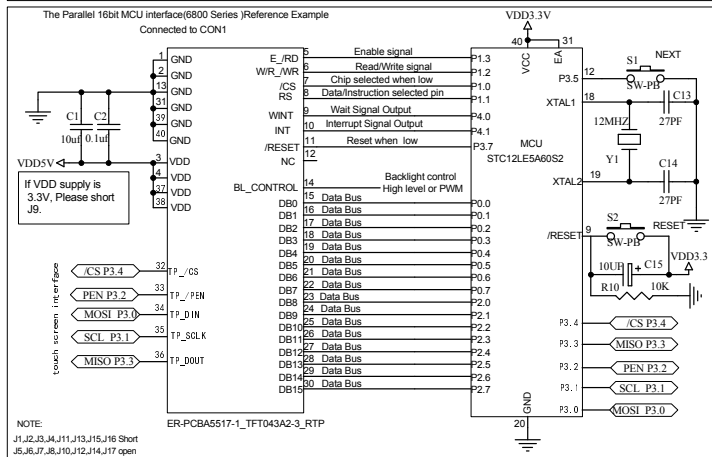 The Parallel 16bit MCU interface(6800 Series )Reference Example
Connected to CON1
1 GND
2 GND
13 GND
31 GND
39 GND
40 GND
C1 C2
10uf 0.1uf
VDD5V
3 VDD
4 VDD
37 VDD
38 VDD
If VDD supply is
3.3V, Please short
J9.
E_/RD 5 Enable signal P1.3
W/R_/WR 6 Read/Write signal P1.2
/CS 7 Chip selected when low P1.0
RS 8 Data/Instruction selected pin P1.1
WINT 9 Wait Signal Output P4.0
INT 10 Interrupt Signal Output P4.1
/RESET 11 Reset when low P3.7
NC 12
BL_CONTROL 14 Backlight control
High level or PWM
DB0 15 Data Bus P0.0
DB1 16 Data Bus P0.1
DB2 17 Data Bus P0.2
DB3 18 Data Bus P0.3
DB4 19 Data Bus P0.4
DB5 20 Data Bus P0.5
DB6 21 Data Bus P0.6
DB7 22 Data Bus P0.7
DB8 23 Data Bus P2.0
DB9 24 Data Bus P2.1
DB10 25 Data Bus P2.2
DB11 26 Data Bus P2.3
DB12 27 Data Bus P2.4
DB13 28 Data Bus P2.5
DB14 29 Data Bus P2.6
DB15 30 Data Bus P2.7
touch screen interface
/CS P3.4 32 TP_/CS
PEN P3.2 33 TP_/PEN
MOSI P3.0 34 TP_DIN
SCL P3.1 35 TP_SCLK
MISO P3.3 36 TP_DOUT
ER-PCBA5517-1_TFT043A2-3_RTP
NOTE:
J1,J2,J3,J4,J11,J13,J15,J16 Short
J5,J6,J7,J8,J10,J12,J14,J17 open
VDD3.3V
40 31
VCC EA
MCU
STC12LE5A60S2
P3.5 12 S1 NEXT
SW-PB
XTAL1 18 C13
12MHZ 27PF
Y1
C14
XTAL2 19
27PF
S2
/RESET 9 RESET
SW-PB
VDD3.3
10UF + C15
R10 10K
P3.4 /CS P3.4
P3.3 MISO P3.3
P3.2 PEN P3.2
P3.1 SCL P3.1
P3.0 MOSI P3.0
GND
20